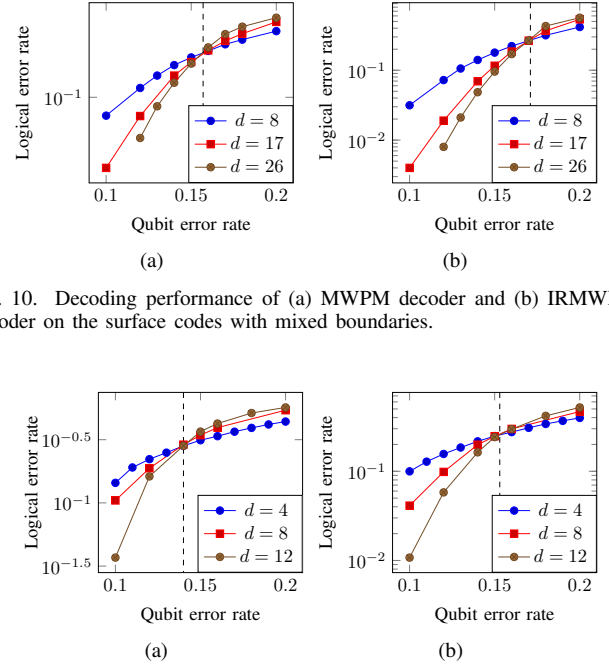 Logical error rate
10^{-1}
d = 8
d = 17
d = 26
0.1 0.15 0.2
Qubit error rate
(a)
Logical error rate
10^{-1}
10^{-2}
d = 8
d = 17
d = 26
0.1 0.15 0.2
Qubit error rate
(b)
. 10. Decoding performance of (a) MWPM decoder and (b) IRMW
oder on the surface codes with mixed boundaries.
Logical error rate
10^{-0.5}
10^{-1}
10^{-1.5}
d = 4
d = 8
d = 12
0.1 0.15 0.2
Qubit error rate
(a)
Logical error rate
10^{-1}
10^{-2}
d = 4
d = 8
d = 12
0.1 0.15 0.2
Qubit error rate
(b)